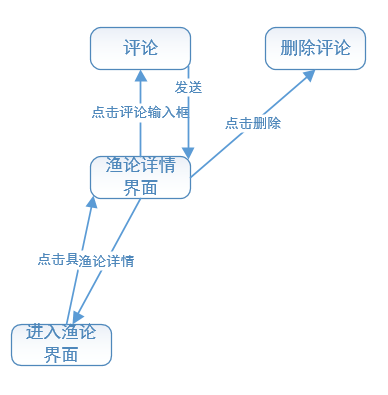 评论
删除评论
发送
点击评论输入框
点击删除
渔论详情
界面
点击具
渔论详情
进入渔论
界面